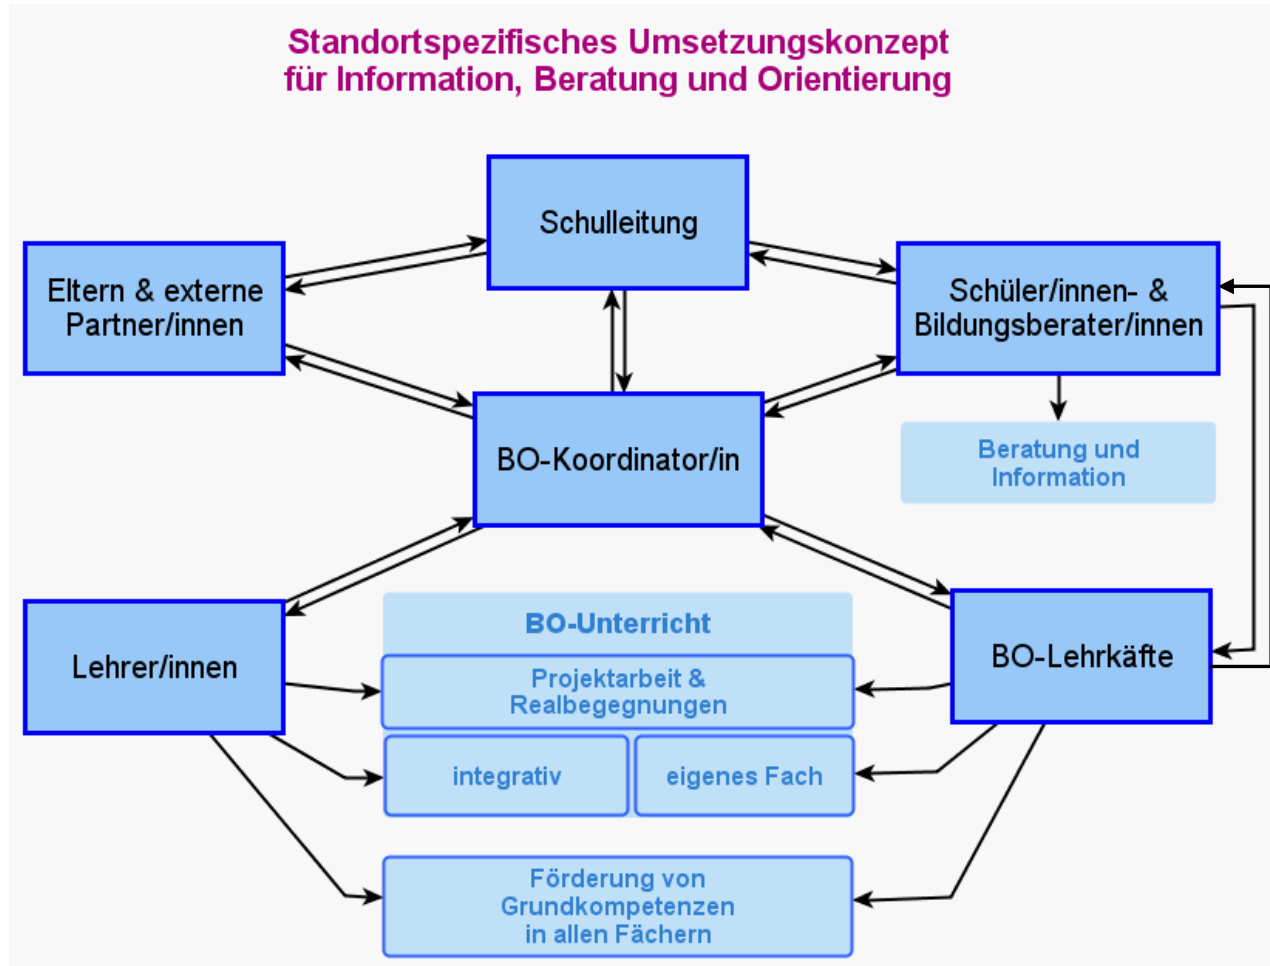 Standortspezifisches Umsetzungskonzept
für Information, Beratung und Orientierung
Schulleitung
Eltern & externe
Partner/innen
Schüler/innen- &
Bildungsberater/innen
BO-Koordinator/in
Beratung und
Information
Lehrer/innen
BO-Unterricht
BO-Lehrkäfte
Projektarbeit &
Realbegegnungen
integrativ
eigenes Fach
Förderung von
Grundkompetenzen
in allen Fächern